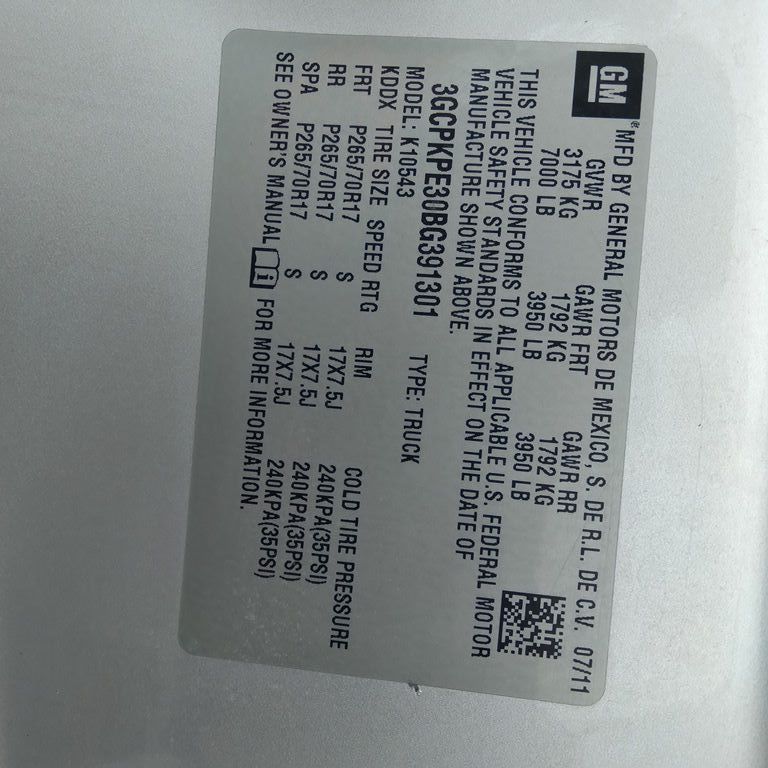 GM ® MFD BY GENERAL MOTORS DE MEXICO, S. DE R.L. DE C.V. 07/11
GVWR GAWR FRT GAWR RR
3175 KG 1792 KG 1792 KG
7000 LB 3950 LB 3950 LB
THIS VEHICLE CONFORMS TO ALL APPLICABLE U.S. FEDERAL MOTOR
VEHICLE SAFETY STANDARDS IN EFFECT ON THE DATE OF
MANUFACTURE SHOWN ABOVE.
3GCPKPE30BG391301 TYPE: TRUCK
MODEL: K10543
KDDX TIRE SIZE SPEED RTG RIM COLD TIRE PRESSURE
FRT P265/70R17 S 17X7.5J 240KPA(35PSI)
RR P265/70R17 S 17X7.5J 240KPA(35PSI)
SPA P265/70R17 S 17X7.5J 240KPA(35PSI)
SEE OWNER'S MANUAL i FOR MORE INFORMATION.